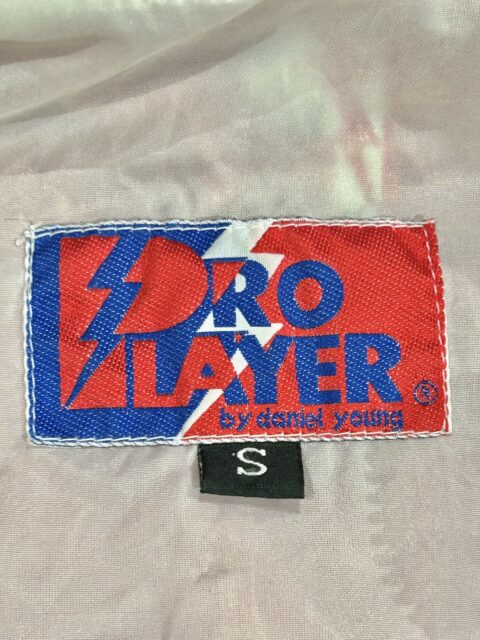 PRO
PLAYER ®
by daniel young
S